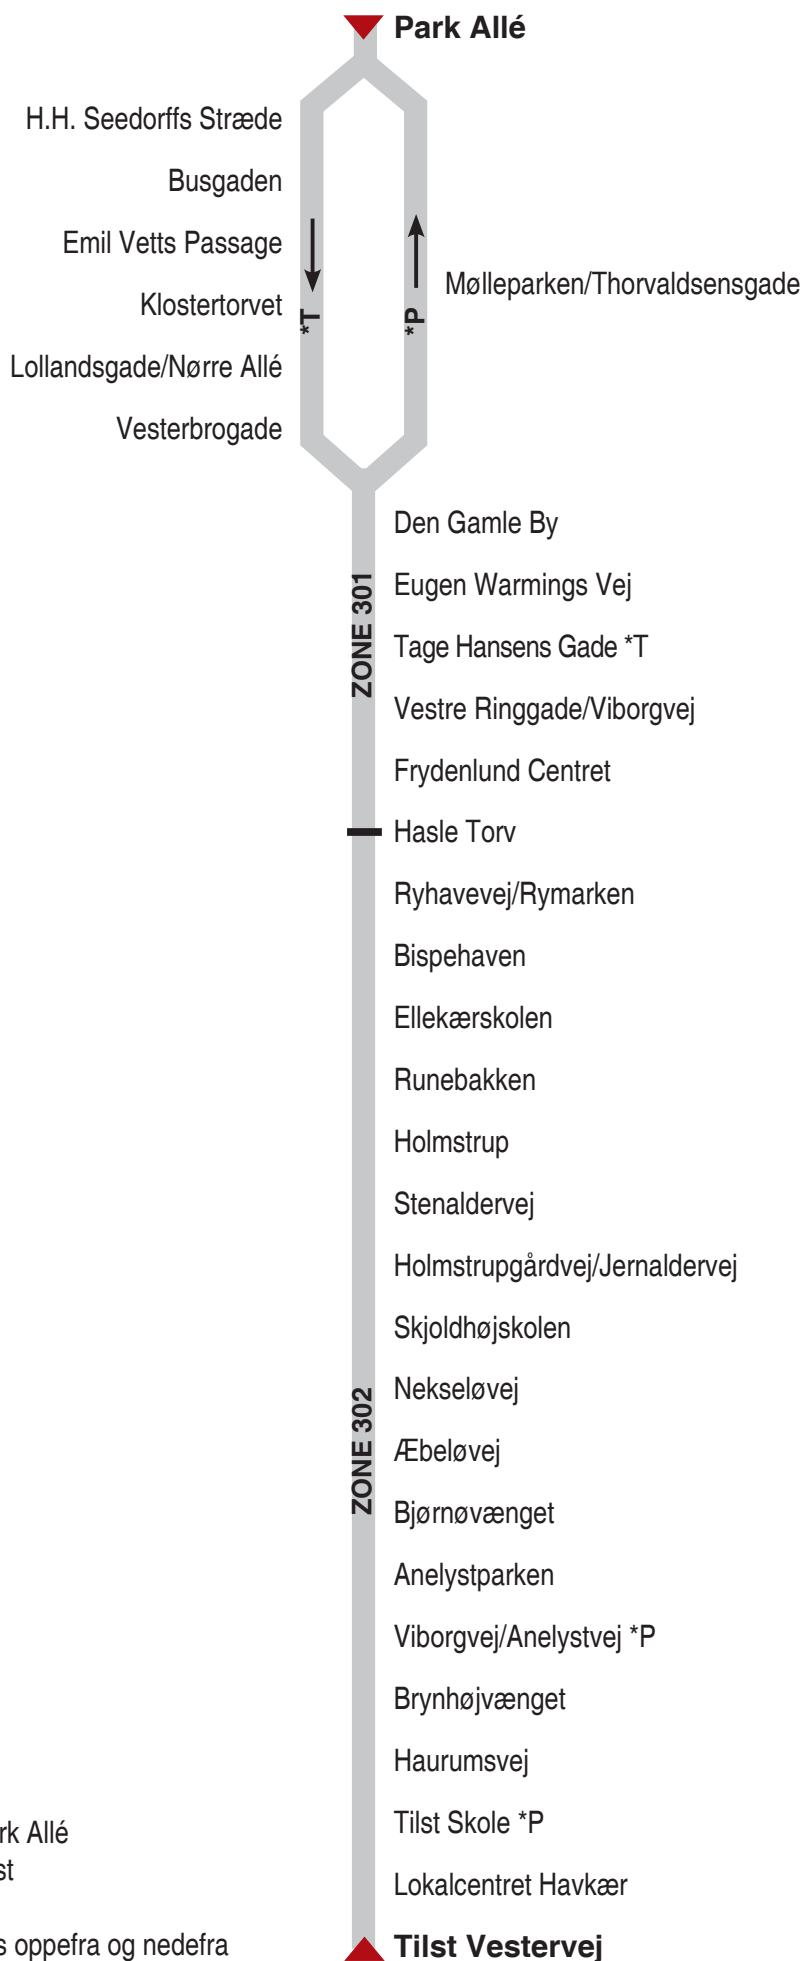 Park Allé
H.H. Seedorffs Stræde
Busgaden
Emil Vetts Passage
Klostertorvet
Lollandsgade/Nørre Allé
Vesterbrogade
*T
*P
Mølleparken/Thorvaldsensgade
Den Gamle By
Eugen Warmings Vej
Tage Hansens Gade *T
Vestre Ringgade/Viborgvej
Frydenlund Centret
ZONE 301
Hasle Torv
Ryhavevej/Rymarken
Bispehaven
Ellekærskolen
Runebakken
Holmstrup
Stenaldervej
Holmstrupgårdvej/Jernaldervej
Skjoldhøjskolen
Nekseløvej
Æbeløvej
Bjørnøvænget
Anelystparken
ZONE 302
Viborgvej/Anelystvej *P
Brynhøjvænget
Haurumsvej
Tilst Skole *P
Lokalcentret Havkær
Tilst Vestervej
Allé
oppefra og nedefra